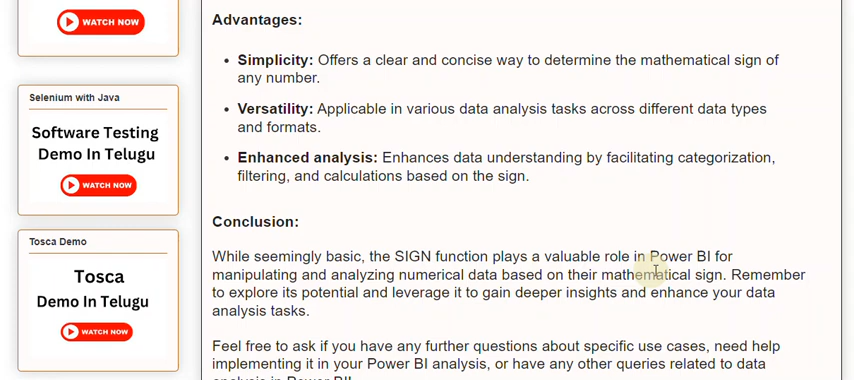 WATCH NOW
Selenium with Java
Software Testing
Demo In Telugu
WATCH NOW
Tosca Demo
Tosca
Demo In Telugu
WATCH NOW
Advantages:
• Simplicity: Offers a clear and concise way to determine the mathematical sign of
any number.
• Versatility: Applicable in various data analysis tasks across different data types
and formats.
• Enhanced analysis: Enhances data understanding by facilitating categorization,
filtering, and calculations based on the sign.
Conclusion:
While seemingly basic, the SIGN function plays a valuable role in Power BI for
manipulating and analyzing numerical data based on their mathematical sign. Remember
to explore its potential and leverage it to gain deeper insights and enhance your data
analysis tasks.
Feel free to ask if you have any further questions about specific use cases, need help
implementing it in your Power BI analysis, or have any other queries related to data
analysis in Power BI!